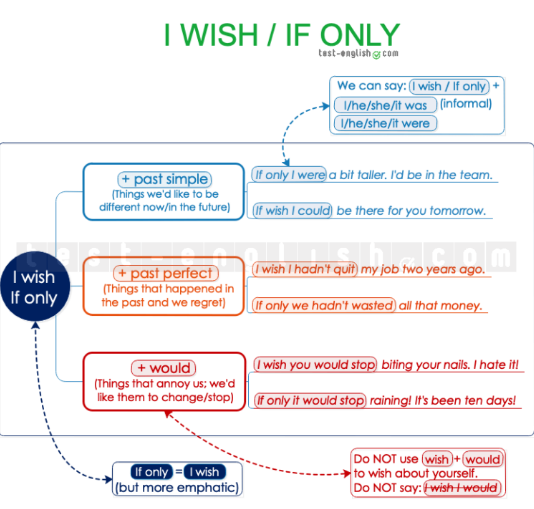 I WISH / IF ONLY
test-english.com
We can say: I wish / If only +
I/he/she/it was (informal)
I/he/she/it were
+ past simple
(Things we'd like to be
different now/in the future)
If only I were a bit taller. I'd be in the team.
If wish I could be there for you tomorrow.
test-english.com
I wish
If only
+ past perfect
(Things that happened in
the past and we regret)
I wish I hadn't quit my job two years ago.
If only we hadn't wasted all that money.
+ would
(Things that annoy us; we'd
like them to change/stop)
I wish you would stop biting your nails. I hate it!
If only it would stop raining! It's been ten days!
If only = I wish
(but more emphatic)
Do NOT use wish + would
to wish about yourself.
Do NOT say: I wish I would